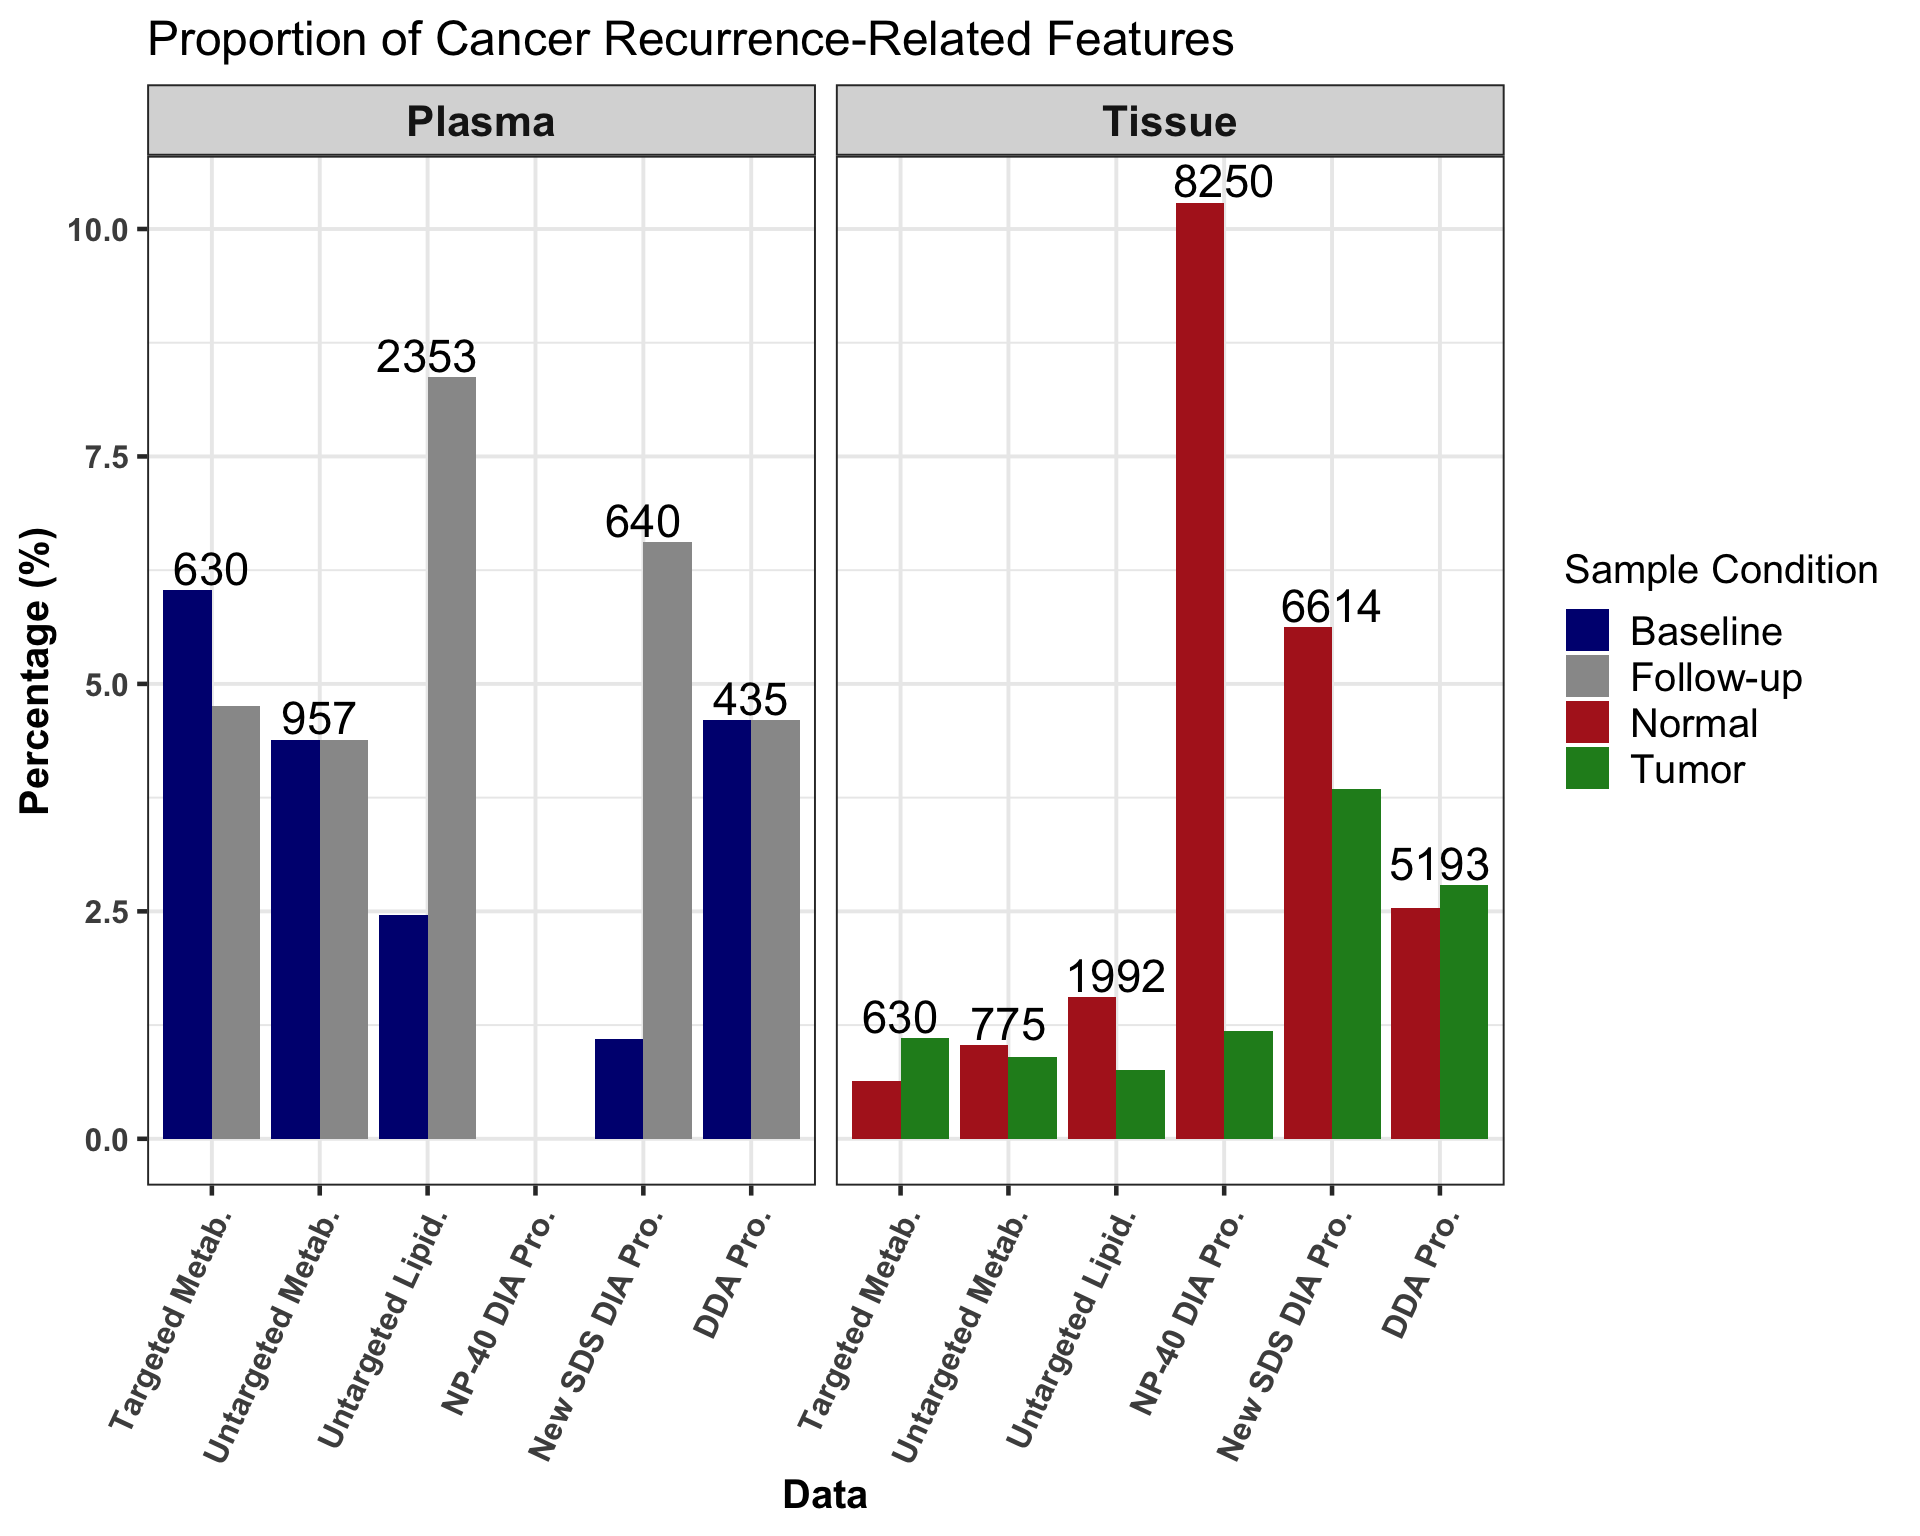 Proportion of Cancer Recurrence-Related Features
Plasma
Tissue
Percentage (%)
10.0
7.5
5.0
2.5
0.0
630
957
2353
640
435
630
775
1992
8250
6614
5193
Targeted Metab.
Untargeted Metab.
Untargeted Lipid.
NP-40 DIA Pro.
New SDS DIA Pro.
DDA Pro.
Targeted Metab.
Untargeted Metab.
Untargeted Lipid.
NP-40 DIA Pro.
New SDS DIA Pro.
DDA Pro.
Data
Sample Condition
Baseline
Follow-up
Normal
Tumor